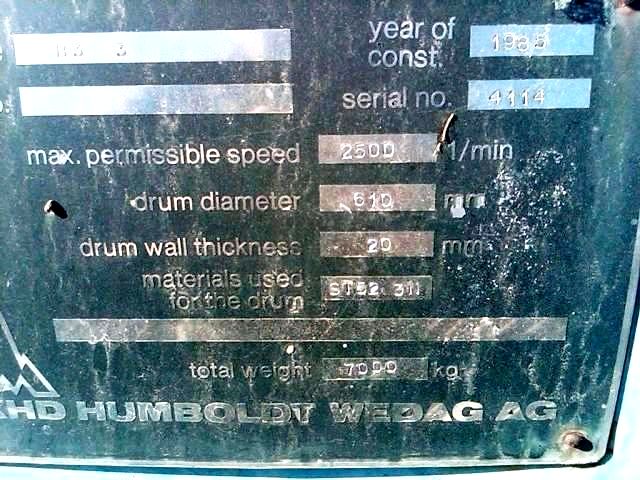 year of
const. 1985
serial no. 4114
max. permissible speed 2500 1/min
drum diameter 610 mm
drum wall thickness 20 mm
materials used
for the drum ST52.3N
total weight 7000 kg
KHD HUMBOLDT WEDAG AG